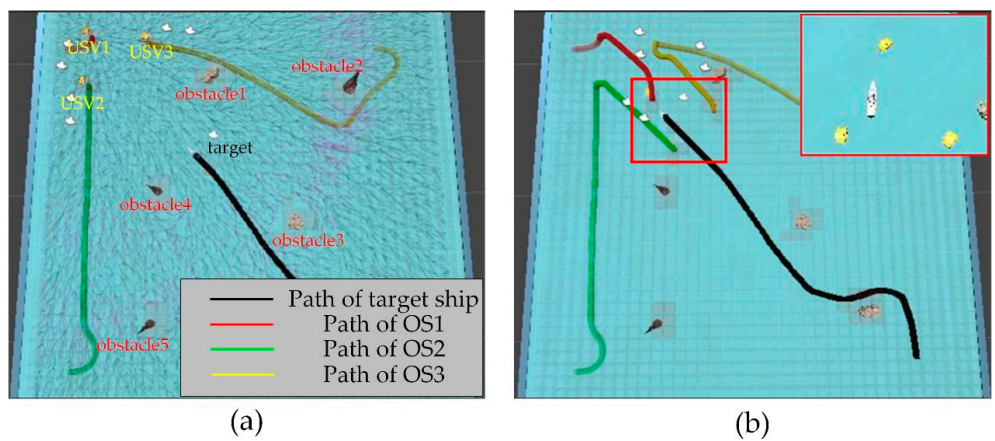 USV1
USV3
USV2
obstacle1
obstacle2
target
obstacle4
obstacle3
obstacle5
Path of target ship
Path of OS1
Path of OS2
Path of OS3
(a)
(b)